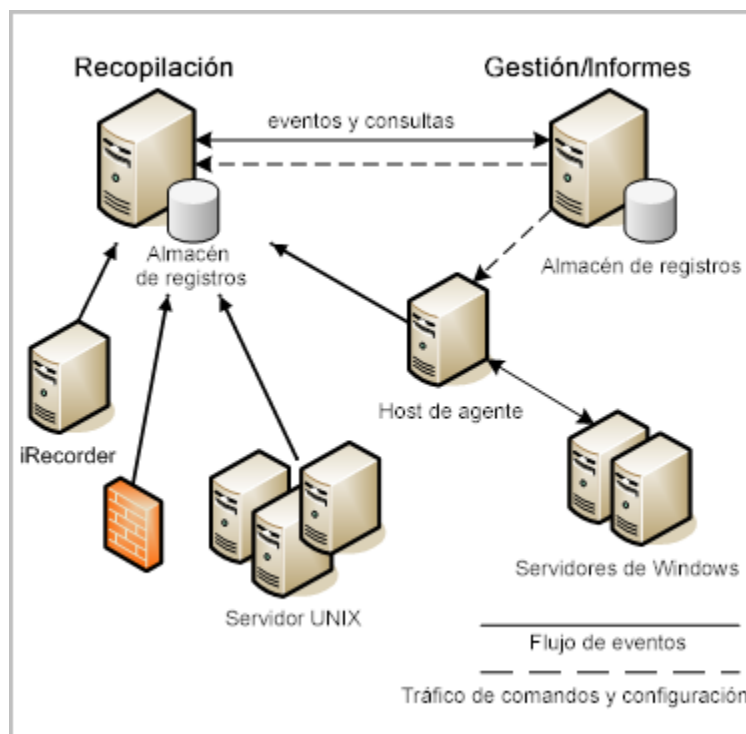 Recopilación
Gestión/Informes
eventos y consultas
Almacén
de registros
Almacén de registros
Host de agente
iRecorder
Servidor UNIX
Servidores de Windows
Flujo de eventos
Tráfico de comandos y configuración